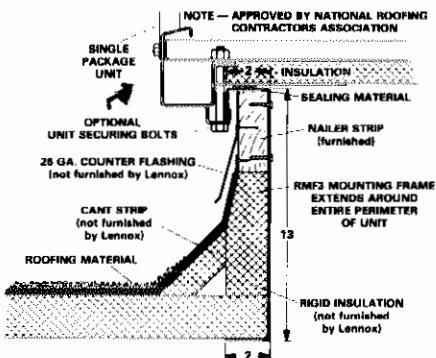 NOTE — APPROVED BY NATIONAL ROOFING
CONTRACTORS ASSOCIATION
SINGLE
PACKAGE
UNIT
2
INSULATION
SEALING MATERIAL
OPTIONAL
UNIT SECURING BOLTS
NAILER STRIP
(furnished)
26 GA. COUNTER FLASHING
(not furnished by Lennox)
RMF3 MOUNTING FRAME
EXTENDS AROUND
ENTIRE PERIMETER
OF UNIT
CANT STRIP
(not furnished
by Lennox)
13
ROOFING MATERIAL
RIGID INSULATION
(not furnished
by Lennox)
2